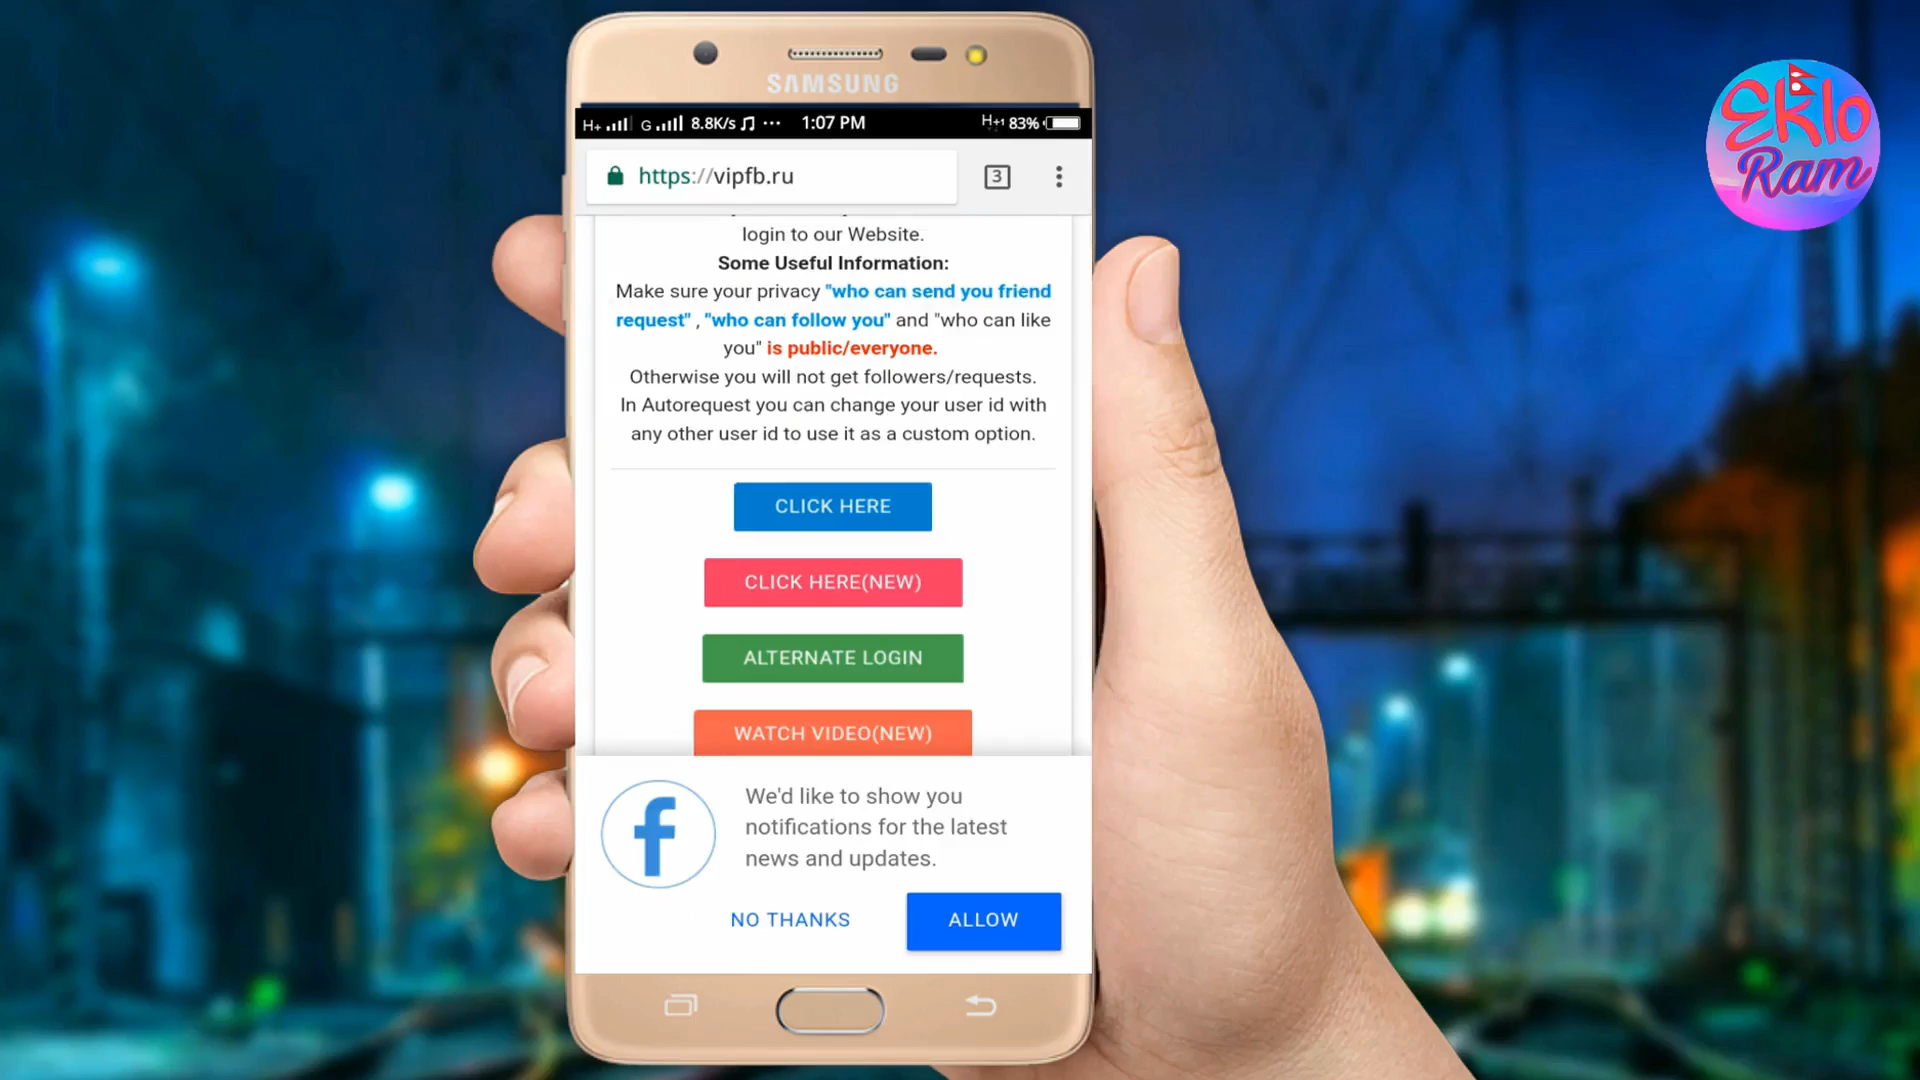 SAMSUNG
H+ G 8.8K/s ... 1:07 PM H+1 83%
https://vipfb.ru 3
login to our Website.
Some Useful Information:
Make sure your privacy "who can send you friend
request" , "who can follow you" and "who can like
you" is public/everyone.
Otherwise you will not get followers/requests.
In Autorequest you can change your user id with
any other user id to use it as a custom option.
CLICK HERE
CLICK HERE(NEW)
ALTERNATE LOGIN
WATCH VIDEO(NEW)
f
We'd like to show you
notifications for the latest
news and updates.
NO THANKS ALLOW
Eklo
Ram